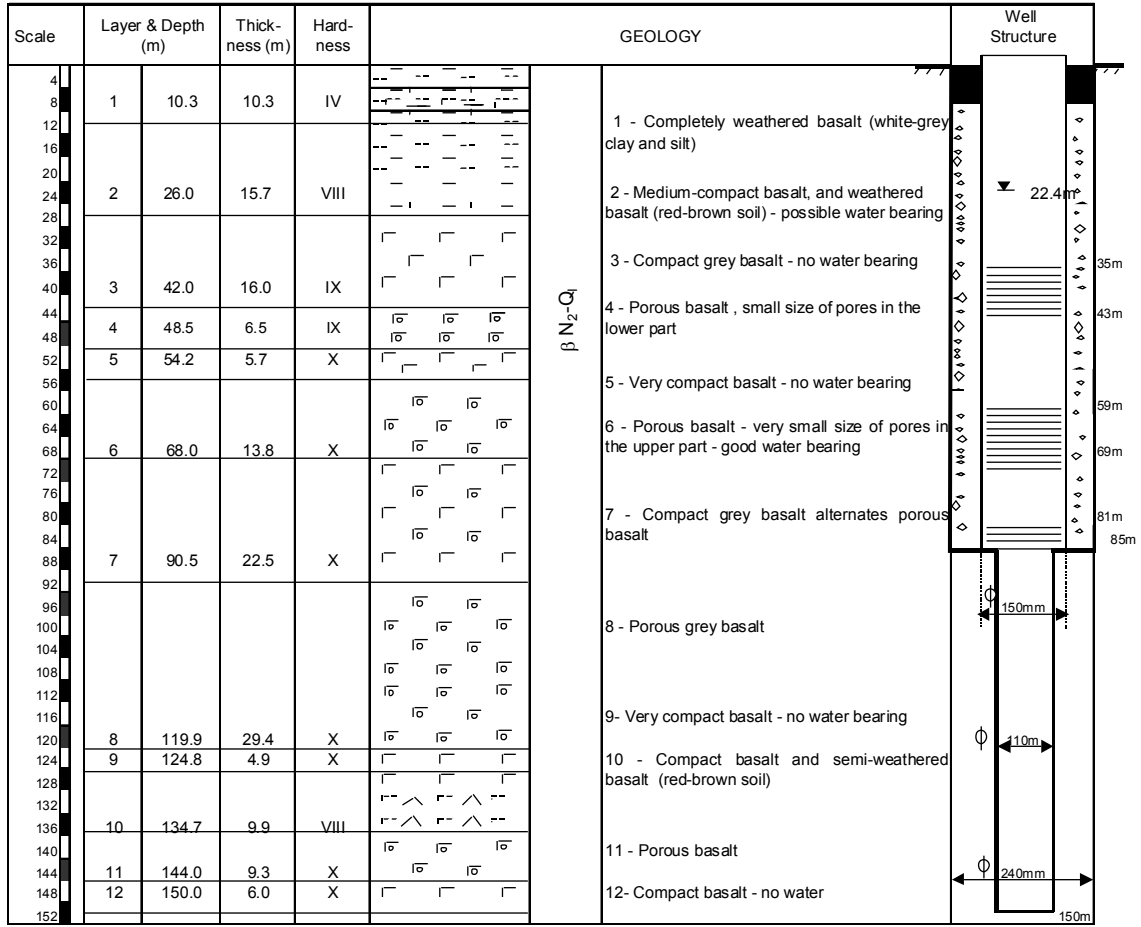 Scale
Layer & Depth
(m)
Thick-
ness (m)
Hard-
ness
GEOLOGY
Well
Structure
4
8
12
16
20
24
28
32
36
40
44
48
52
56
60
64
68
72
76
80
84
88
92
96
100
104
108
112
116
120
124
128
132
136
140
144
148
152
1 10.3 10.3 IV
2 26.0 15.7 VIII
3 42.0 16.0 IX
4 48.5 6.5 IX
5 54.2 5.7 X
6 68.0 13.8 X
7 90.5 22.5 X
8 119.9 29.4 X
9 124.8 4.9 X
10 134.7 9.9 VIII
11 144.0 9.3 X
12 150.0 6.0 X
β N2-QI
1 - Completely weathered basalt (white-grey
clay and silt)
2 - Medium-compact basalt, and weathered
basalt (red-brown soil) - possible water bearing
3 - Compact grey basalt - no water bearing
4 - Porous basalt , small size of pores in the
lower part
5 - Very compact basalt - no water bearing
6 - Porous basalt - very small size of pores in
the upper part - good water bearing
7 - Compact grey basalt alternates porous
basalt
8 - Porous grey basalt
9- Very compact basalt - no water bearing
10 - Compact basalt and semi-weathered
basalt (red-brown soil)
11 - Porous basalt
12- Compact basalt - no water
22.4m
35m
43m
59m
69m
81m
85m
ϕ
150mm
ϕ
110m
ϕ
240mm
150m